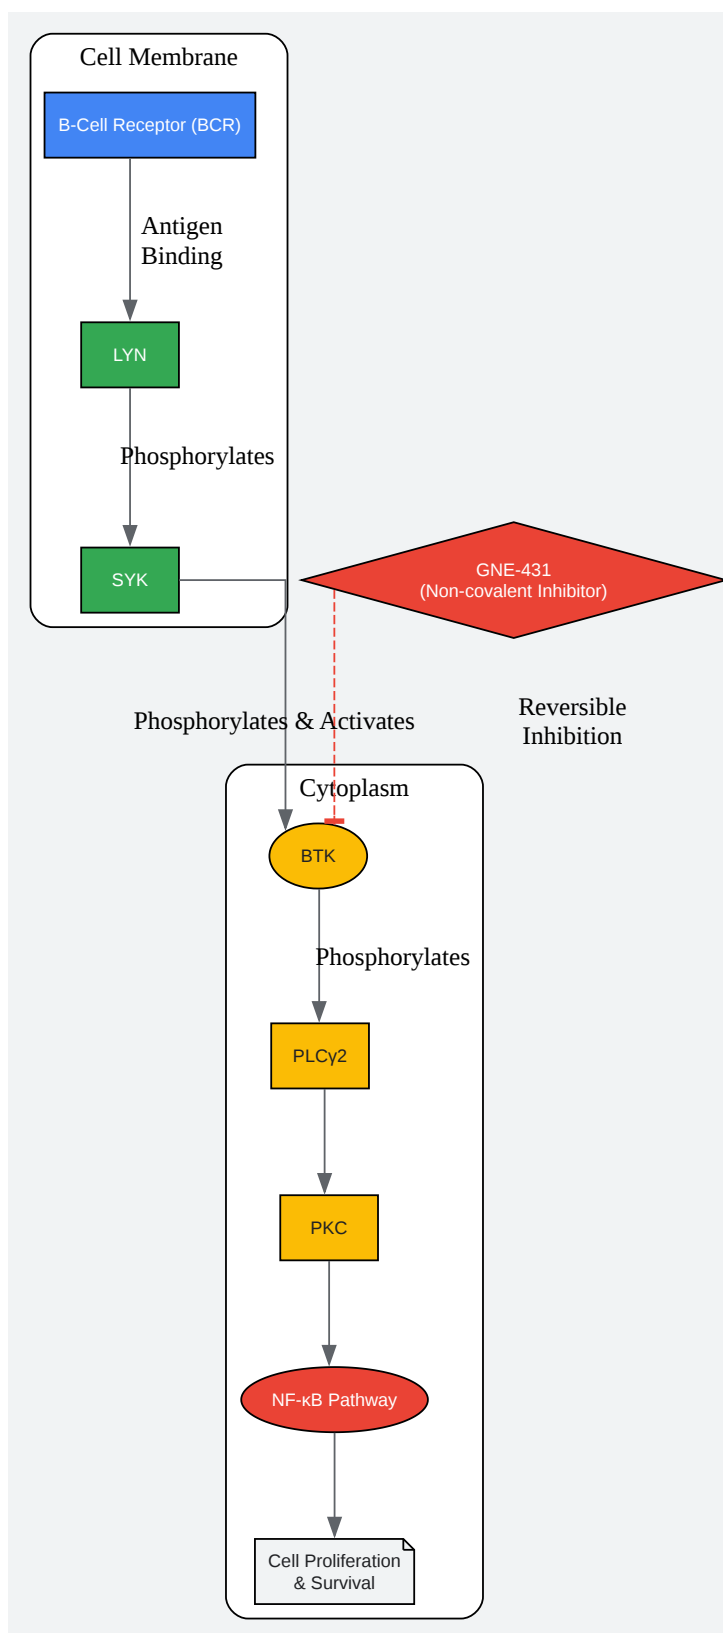 Cell Membrane
B-Cell Receptor (BCR)
Antigen
Binding
LYN
Phosphorylates
SYK
GNE-431
(Non-covalent Inhibitor)
Phosphorylates & Activates
Reversible
Inhibition
Cytoplasm
BTK
Phosphorylates
PLCγ2
PKC
NF-κB Pathway
Cell Proliferation
& Survival